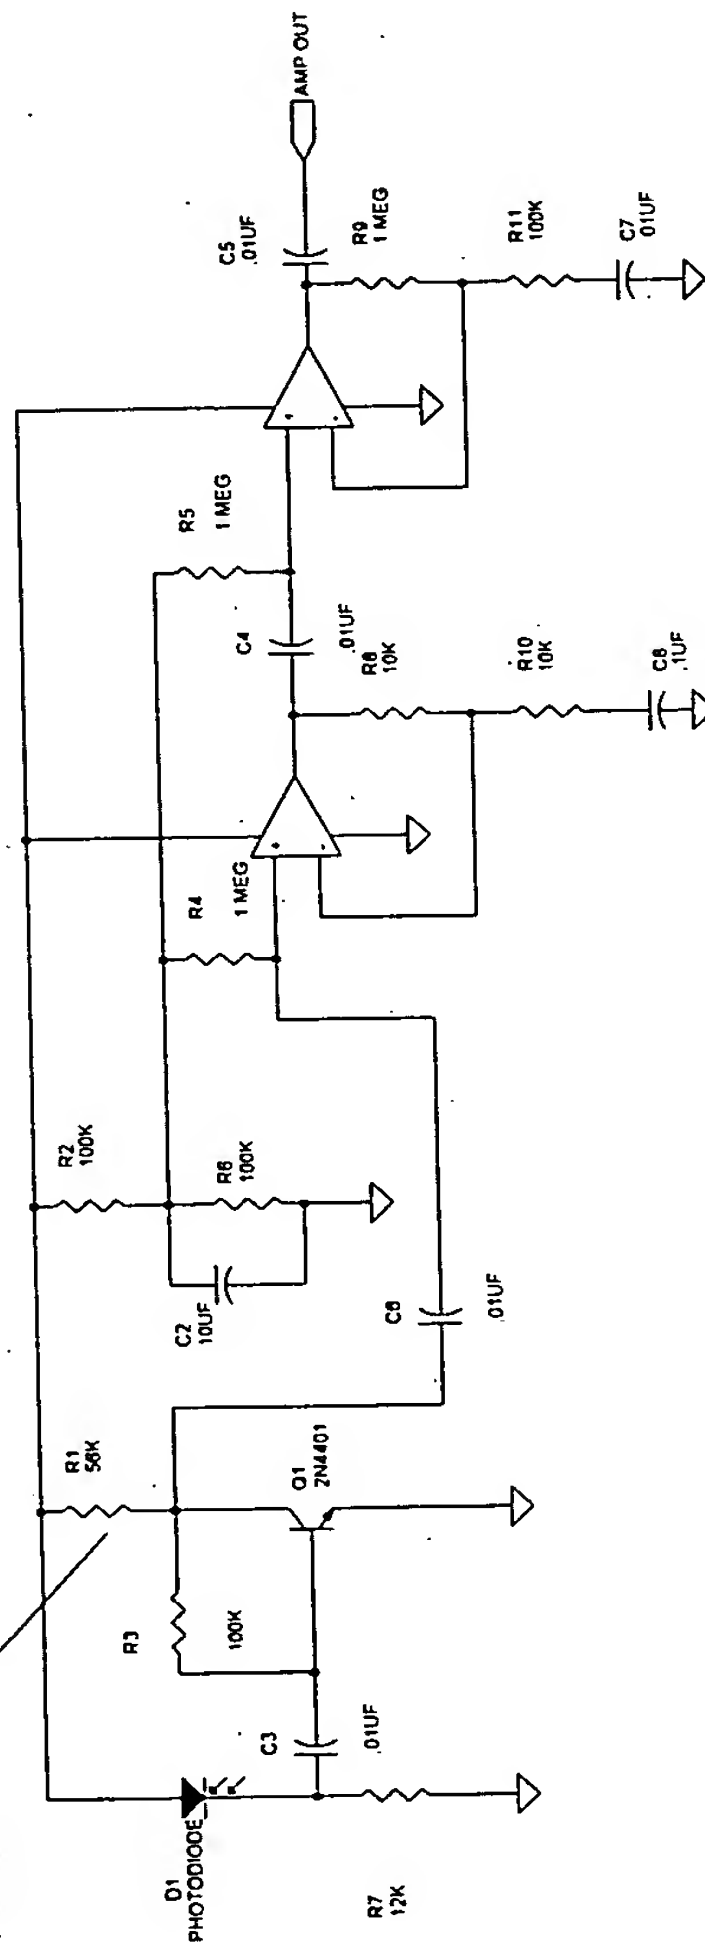 AMP OUT
C5
.01UF
R9
1 MEG
R11
100K
C7
.01UF
R5
1 MEG
C4
.01UF
R8
10K
R10
10K
C8
.1UF
R4
1 MEG
R2
100K
R6
100K
C2
10UF
C6
.01UF
R1
56K
Q1
2N4401
R3
100K
C3
.01UF
D1
PHOTODIODE
R7
12K